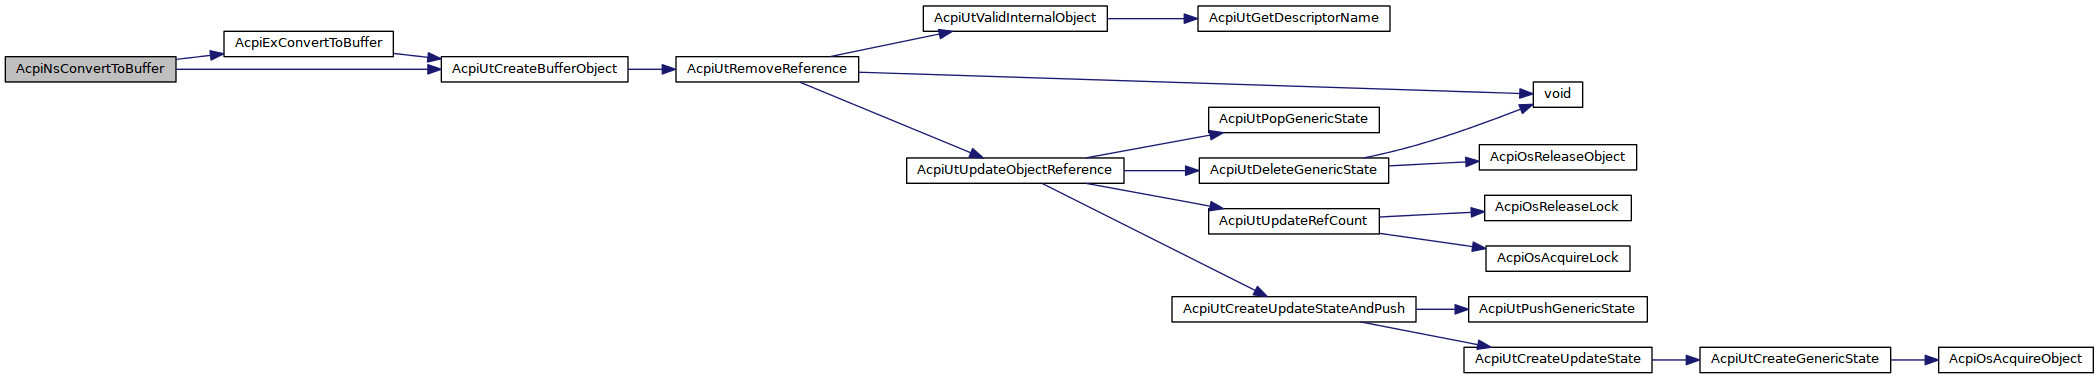 AcpiNsConvertToBuffer
AcpiExConvertToBuffer
AcpiUtCreateBufferObject
AcpiUtRemoveReference
AcpiUtValidInternalObject
AcpiUtGetDescriptorName
void
AcpiUtUpdateObjectReference
AcpiUtPopGenericState
AcpiUtDeleteGenericState
AcpiOsReleaseObject
AcpiUtUpdateRefCount
AcpiOsReleaseLock
AcpiOsAcquireLock
AcpiUtCreateUpdateStateAndPush
AcpiUtPushGenericState
AcpiUtCreateUpdateState
AcpiUtCreateGenericState
AcpiOsAcquireObject